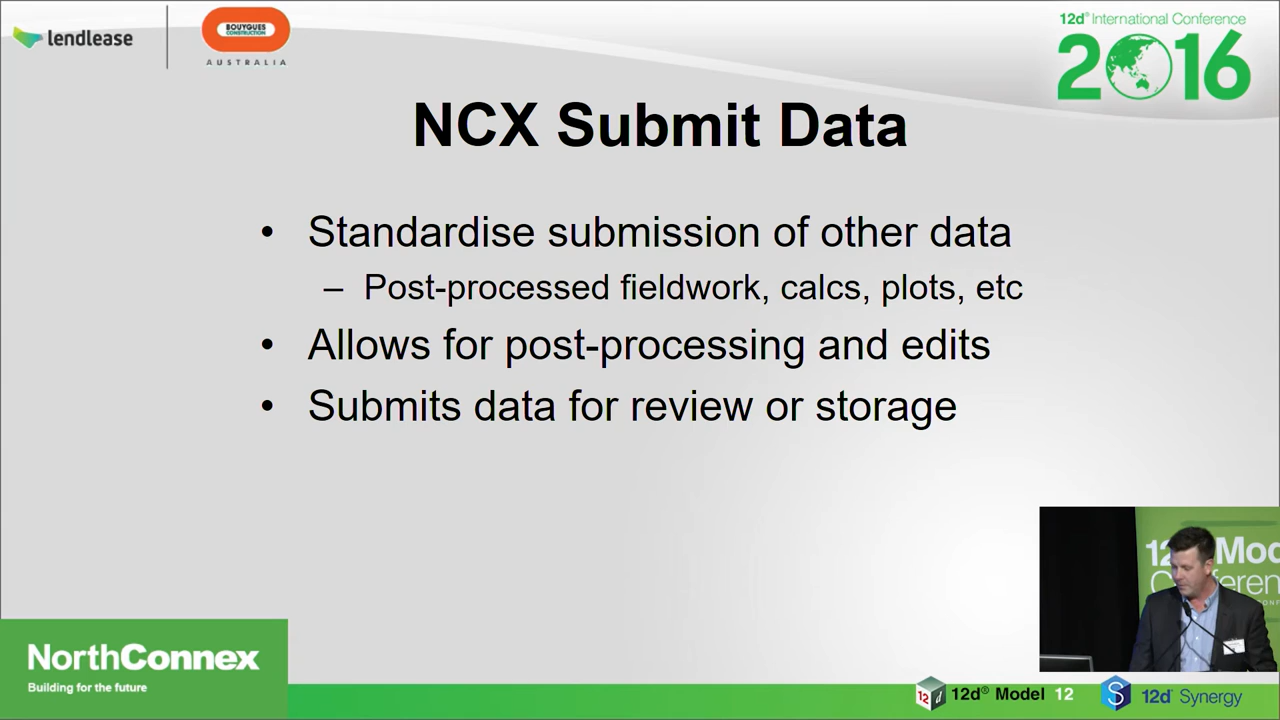 lendlease
BOUYGUES
CONSTRUCTION
AUSTRALIA
12d® International Conference
2016
NCX Submit Data
• Standardise submission of other data
– Post-processed fieldwork, calcs, plots, etc
• Allows for post-processing and edits
• Submits data for review or storage
NorthConnex
Building for the future
12d® Model 12
12d® Synergy